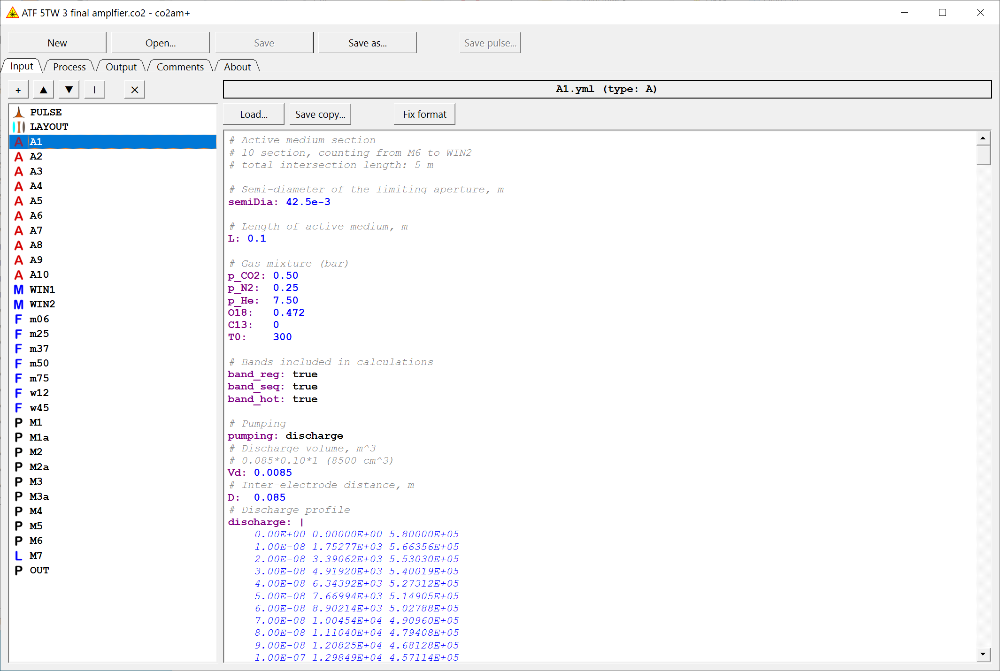 ATF 5TW 3 final amplfier.co2 - co2am+
New Open... Save Save as... Save pulse...
Input Process Output Comments About
+ ▲ ▼ | ×
PULSE
LAYOUT
A A1
A A2
A A3
A A4
A A5
A A6
A A7
A A8
A A9
A A10
M WIN1
M WIN2
F m06
F m25
F m37
F m50
F m75
F w12
F w45
P M1
P M1a
P M2
P M2a
P M3
P M3a
P M4
P M5
P M6
L M7
P OUT
A1.yml (type: A)
Load... Save copy... Fix format
# Active medium section
# 10 section, counting from M6 to WIN2
# total intersection length: 5 m
# Semi-diameter of the limiting aperture, m
semiDia: 42.5e-3
# Length of active medium, m
L: 0.1
# Gas mixture (bar)
p_CO2: 0.50
p_N2: 0.25
p_He: 7.50
O18: 0.472
C13: 0
T0: 300
# Bands included in calculations
band_reg: true
band_seq: true
band_hot: true
# Pumping
pumping: discharge
# Discharge volume, m^3
# 0.085*0.10*1 (8500 cm^3)
Vd: 0.0085
# Inter-electrode distance, m
D: 0.085
# Discharge profile
discharge: |
0.00E+00 0.00000E+00 5.80000E+05
1.00E-08 1.75277E+03 5.66356E+05
2.00E-08 3.39062E+03 5.53030E+05
3.00E-08 4.91920E+03 5.40019E+05
4.00E-08 6.34392E+03 5.27312E+05
5.00E-08 7.66994E+03 5.14905E+05
6.00E-08 8.90214E+03 5.02788E+05
7.00E-08 1.00454E+04 4.90960E+05
8.00E-08 1.11040E+04 4.79408E+05
9.00E-08 1.20825E+04 4.68128E+05
1.00E-07 1.29849E+04 4.57114E+05